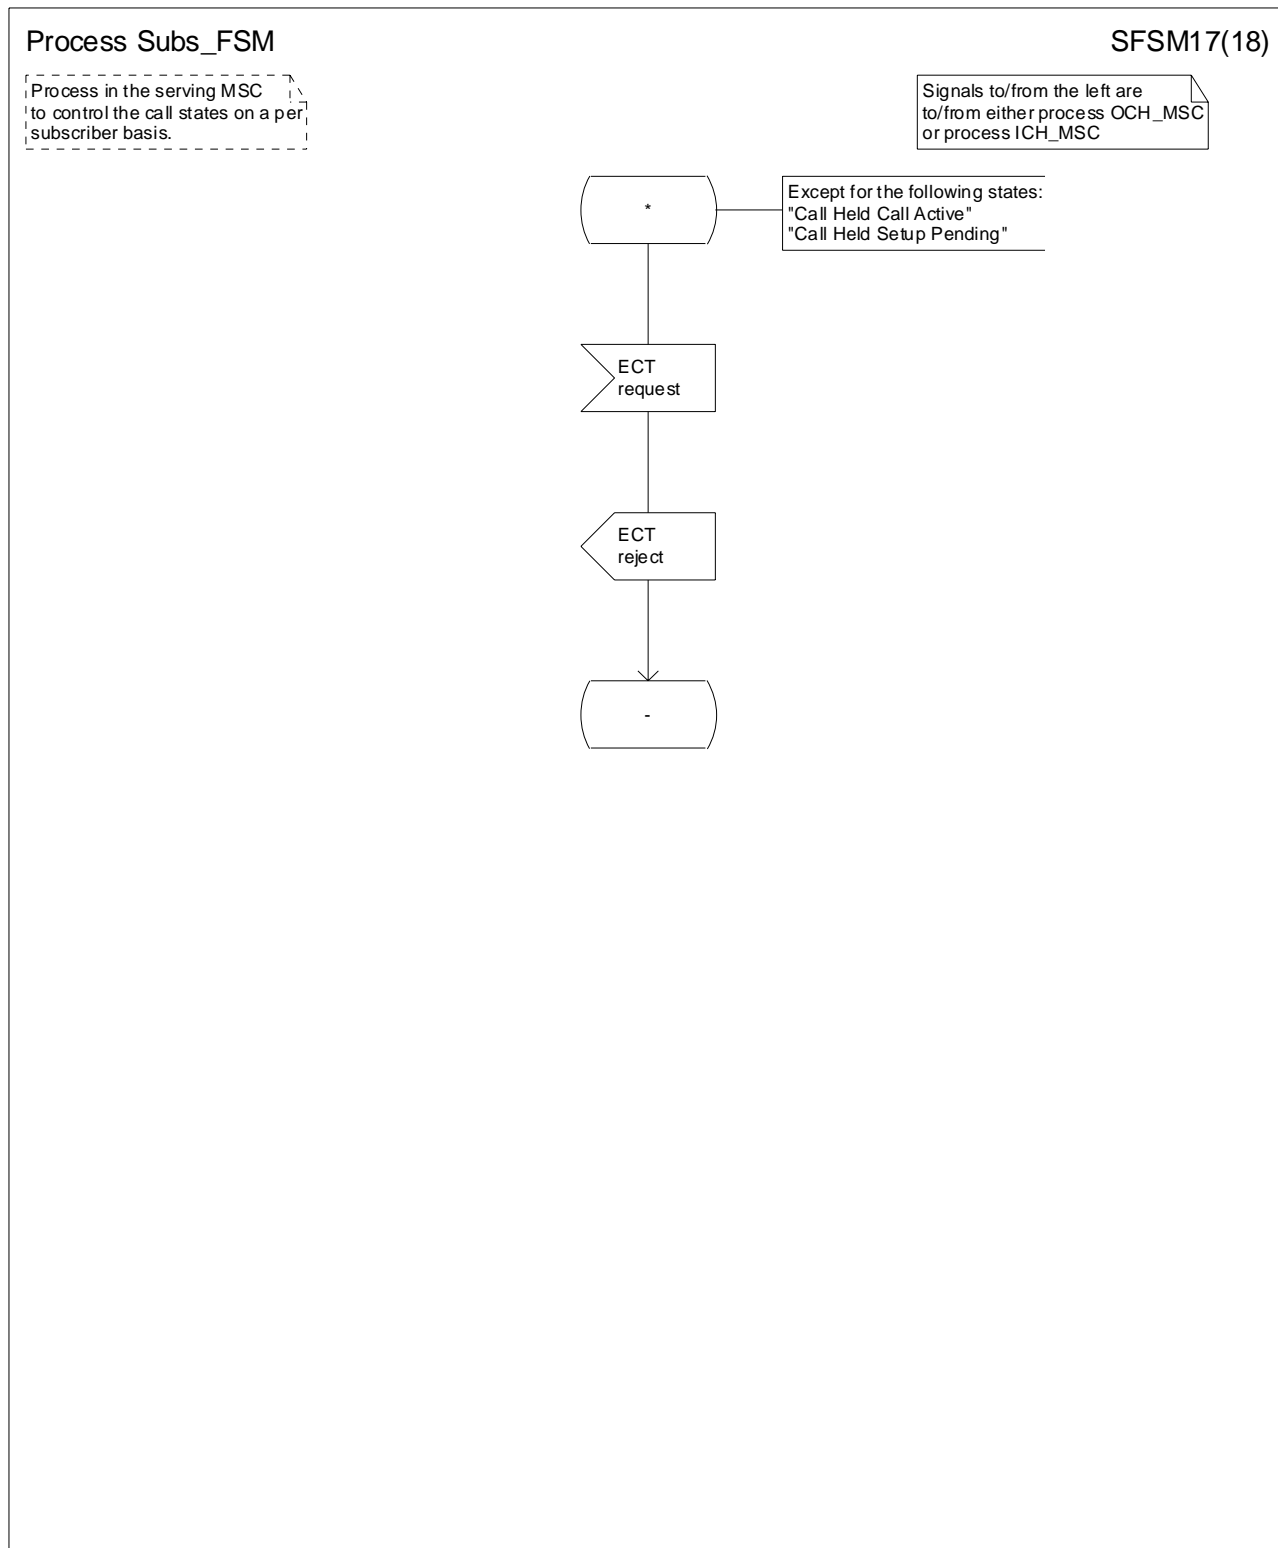 Process Subs_FSM
SFSM17(18)
Process in the serving MSC
to control the call states on a per
subscriber basis.
Signals to/from the left are
to/from either process OCH_MSC
or process ICH_MSC
*
Except for the following states:
"Call Held Call Active"
"Call Held Setup Pending"
ECT
request
ECT
reject
-